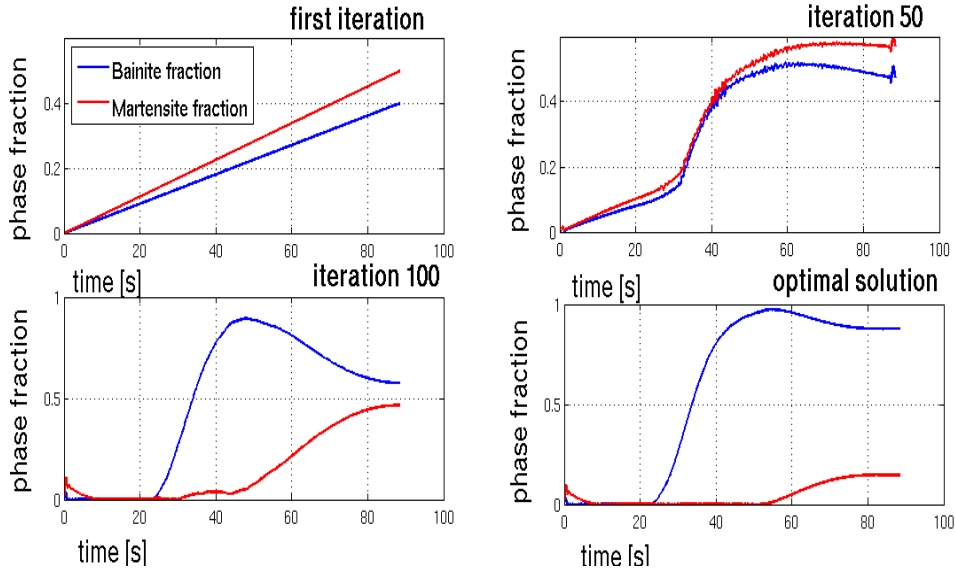 first iteration
Bainite fraction
Martensite fraction
phase fraction
0.4
0.2
0
0 20 40 60 80 100
time [s]
iteration 50
phase fraction
0.4
0.2
0
0 20 40 60 80 100
time [s]
iteration 100
phase fraction
1
0.5
0
0 20 40 60 80 100
time [s]
optimal solution
phase fraction
1
0.5
0
0 20 40 60 80 100
time [s]